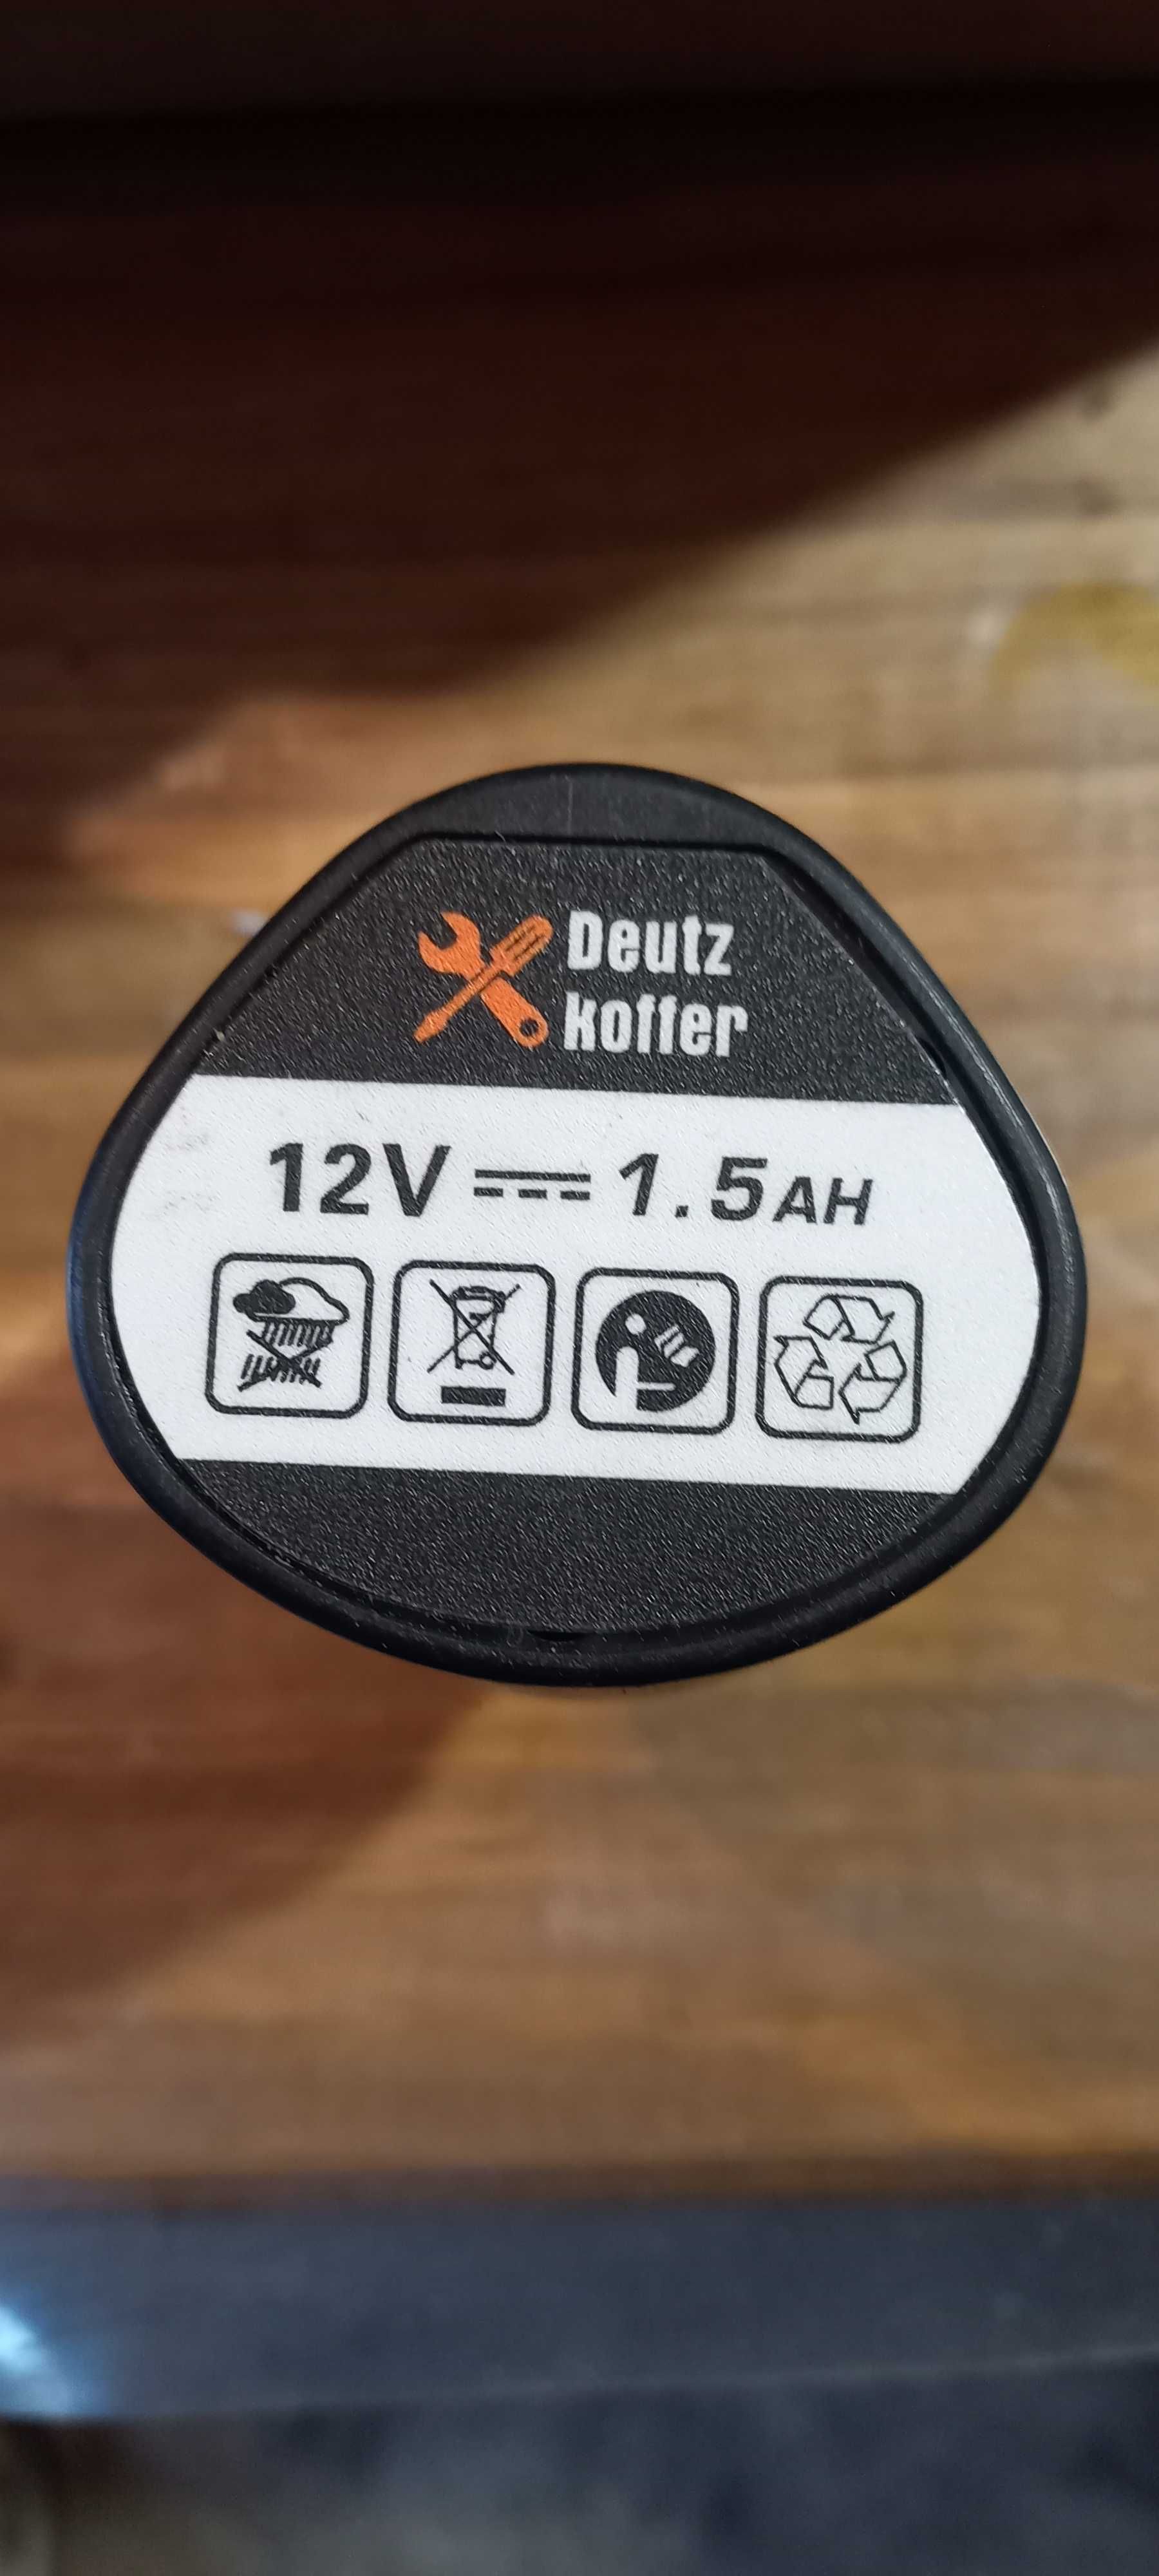 Deutz
koffer
12V ⎓ 1.5AH